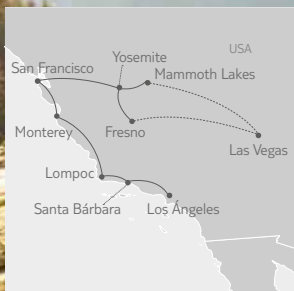 USA
Yosemite
San Francisco
Mammoth Lakes
Monterey
Fresno
Las Vegas
Lompoc
Santa Bárbara
Los Ángeles